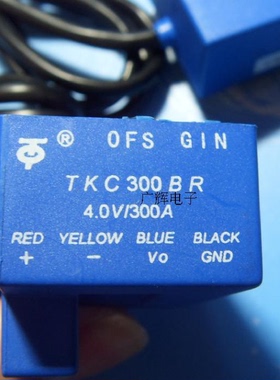 ® OFS GIN
TKC300BR
广辉电子
4.0V/300A
RED YELLOW BLUE BLACK
+ - Vo GND